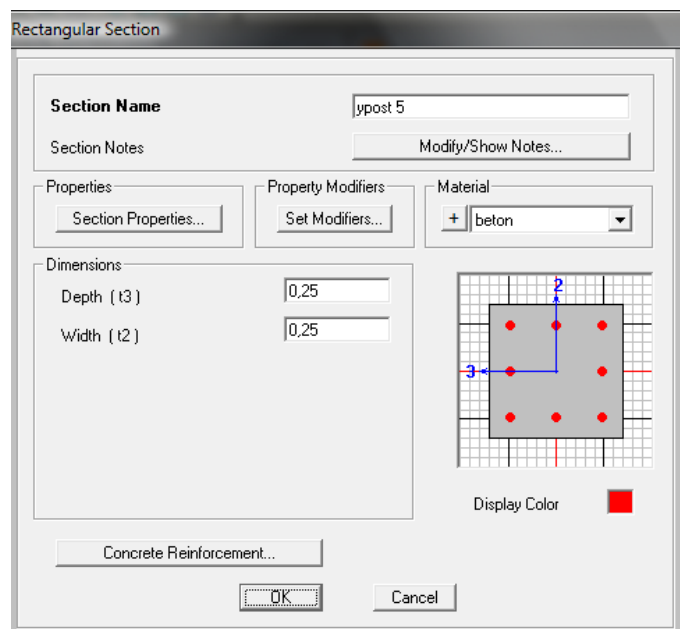 Rectangular Section
Section Name
ypost 5
Section Notes
Modify/Show Notes...
Properties
Section Properties...
Property Modifiers
Set Modifiers...
Material
+
beton
Dimensions
Depth ( t3 )
0,25
Width ( t2 )
0,25
2
3
Display Color
Concrete Reinforcement...
OK
Cancel